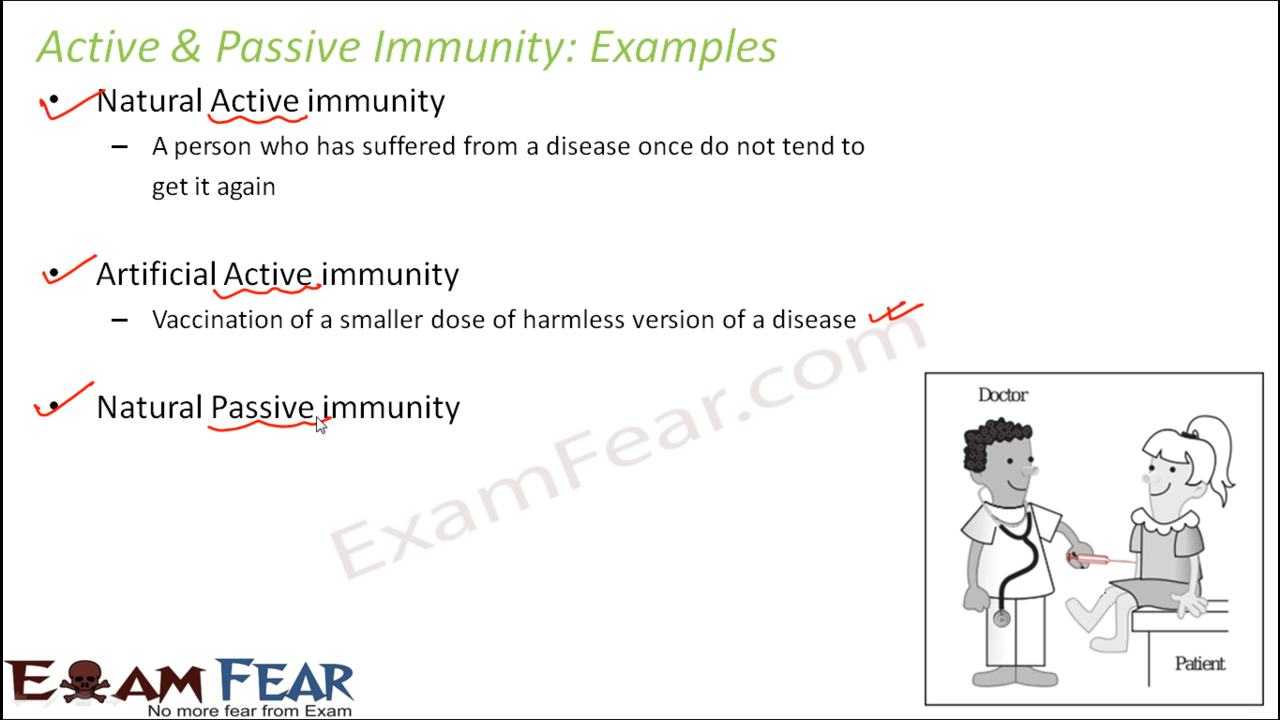 Active & Passive Immunity: Examples
• Natural Active immunity
– A person who has suffered from a disease once do not tend to
get it again
• Artificial Active immunity
– Vaccination of a smaller dose of harmless version of a disease
• Natural Passive immunity
ExamFear.com
Doctor
Patient
EXAM FEAR
No more fear from Exam